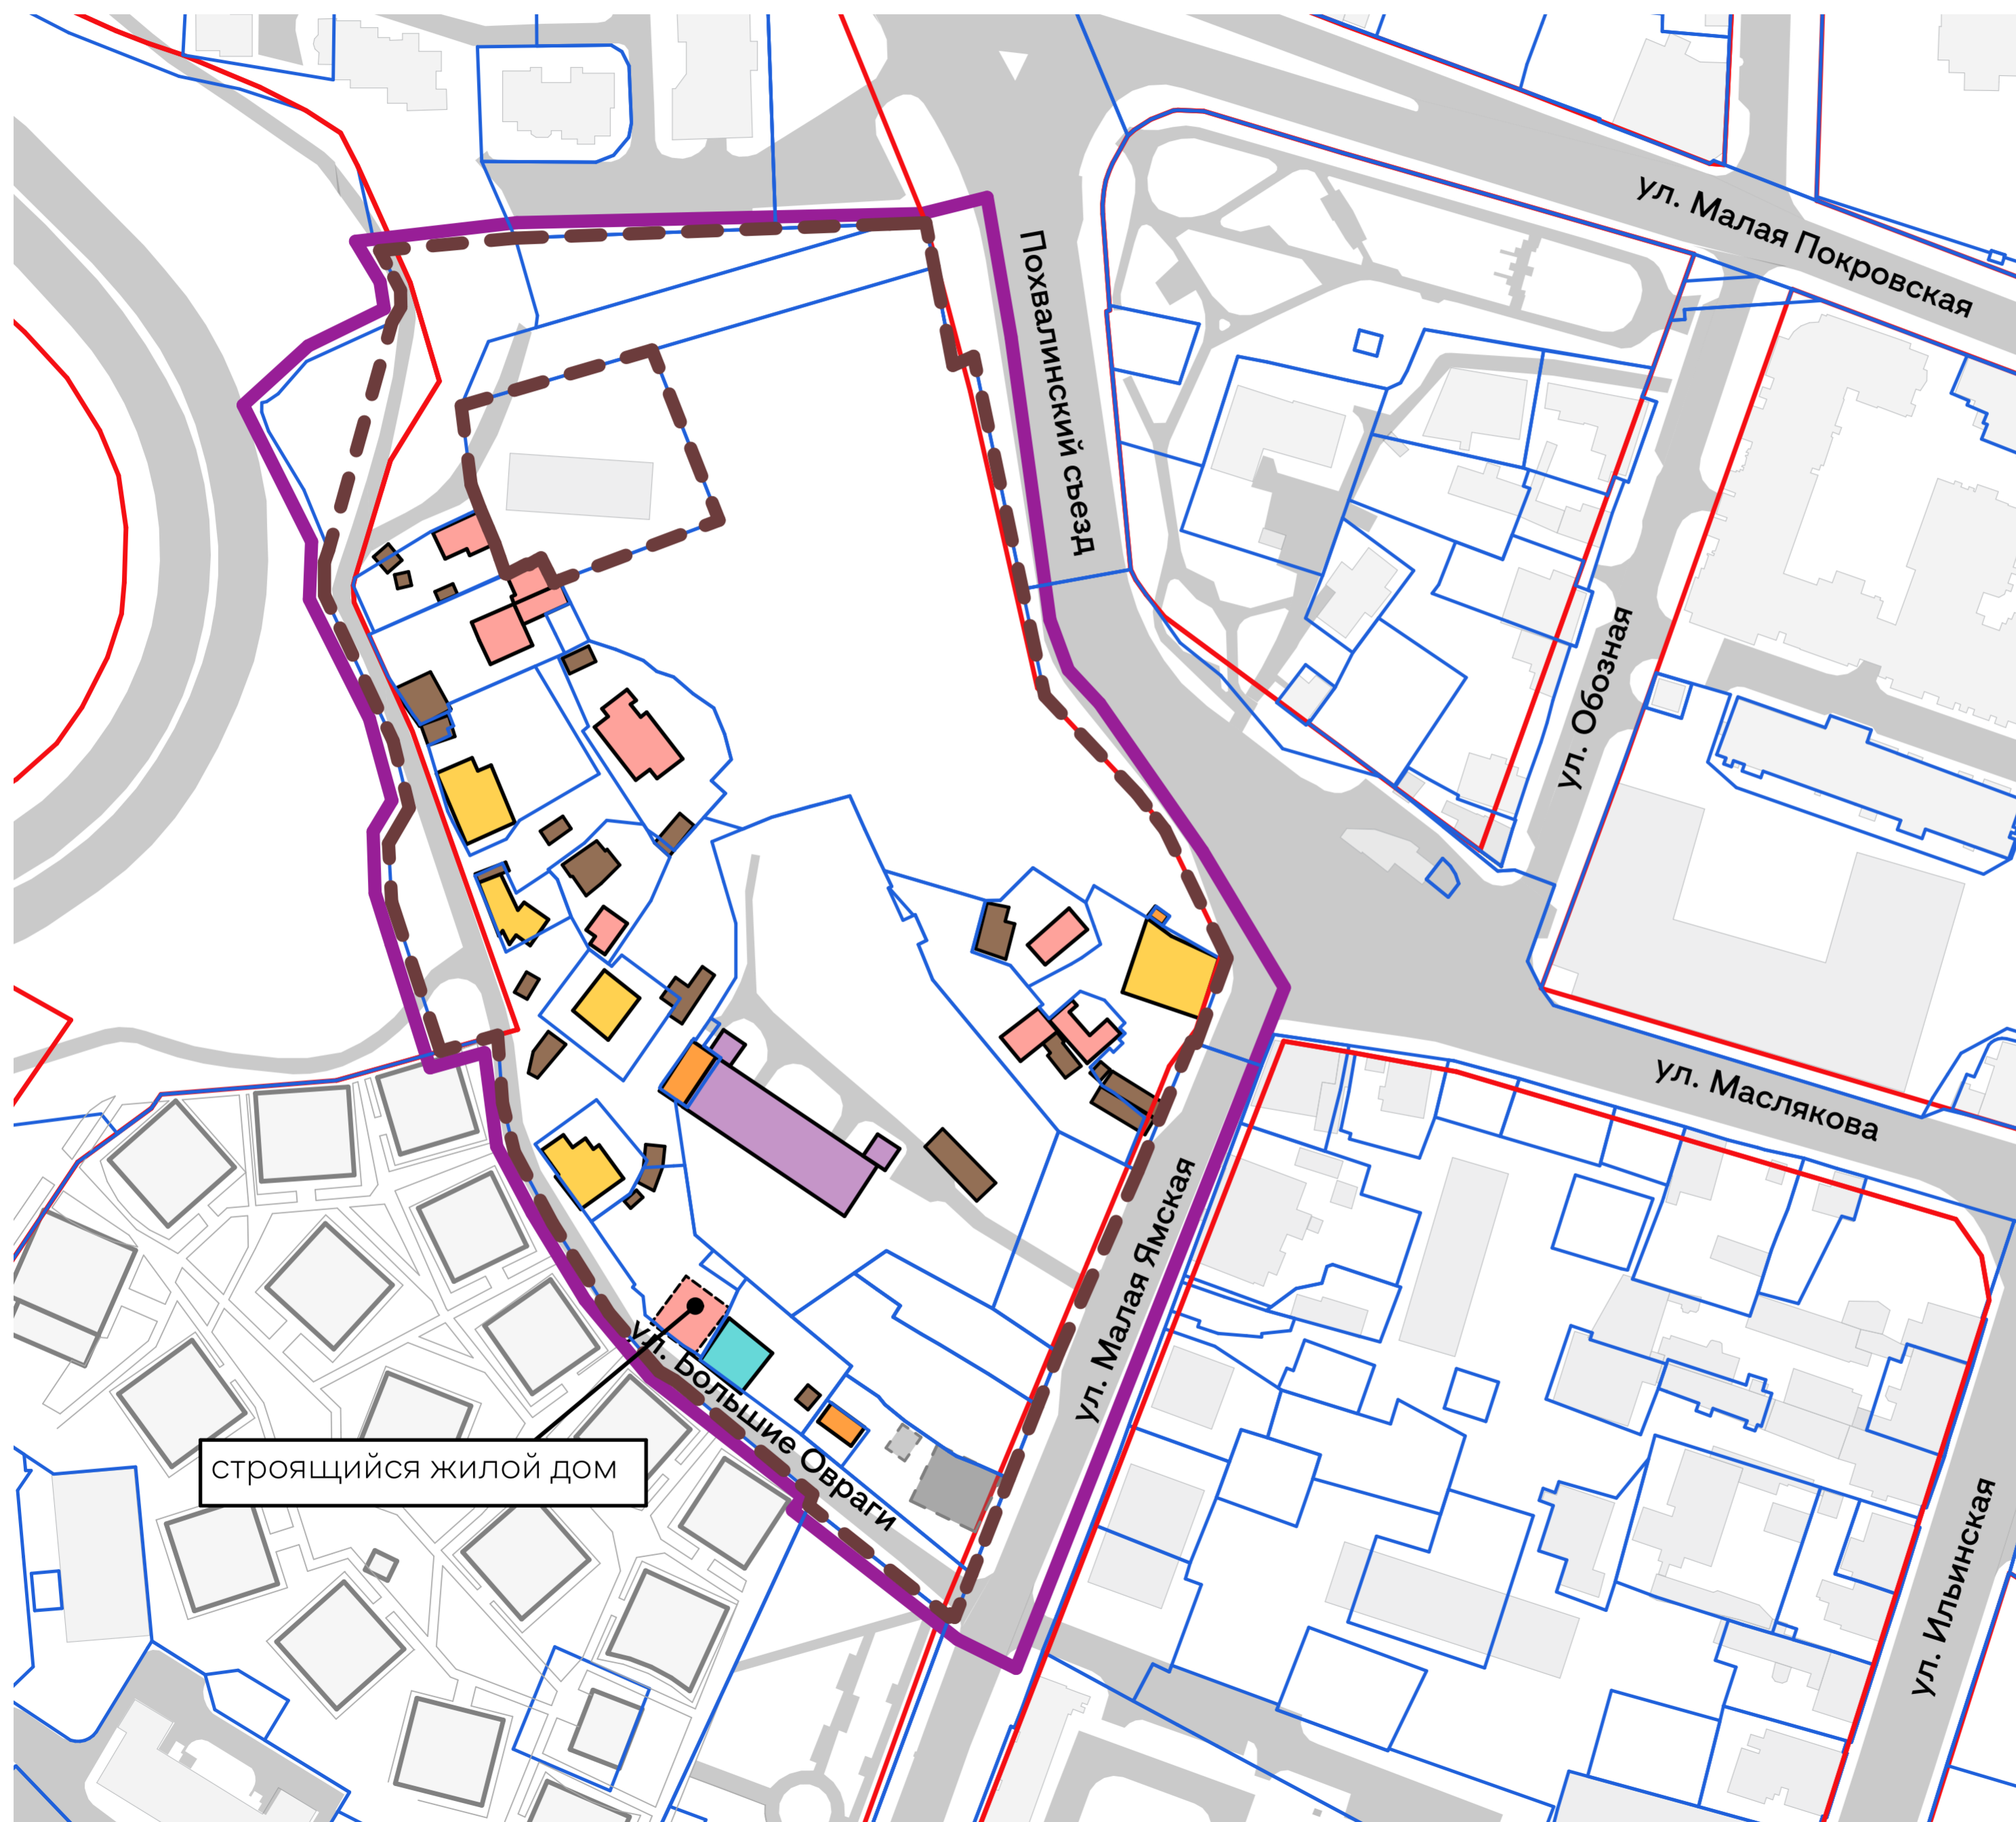 ул. Малая Покровская
Похвалинский съезд
ул. Обозная
ул. Маслякова
ул. Малая Ямская
ул. Большие Овраги
строящийся жилой дом
ул. Ильинская